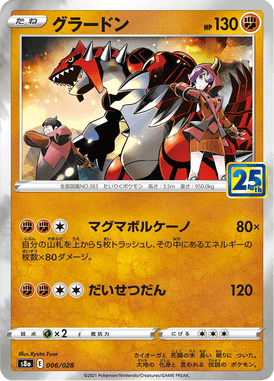 たね グラードン HP130
25th
全国図鑑NO.383 たいりくポケモン 高さ:3.5m 重さ:950.0kg
マグマボルケーノ 80×
自分の山札を上から5枚トラッシュし、その中にあるエネルギー
の枚数×80ダメージ。
だいせつだん 120
弱点 ×2 抵抗力 にげる
s8a E 006/028
カイオーガと 死闘の末 長い 眠りに ついた。
大地の 化身と 言われる 伝説の ポケモン。
Illus. Kyoto Fuse
©2021 Pokémon/Nintendo/Creatures/GAME FREAK.